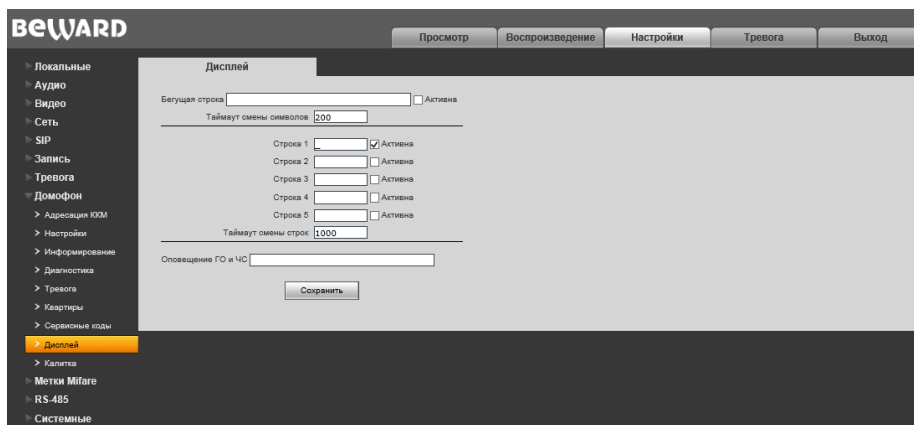 BEWARD
Просмотр Воспроизведение Настройки Тревога Выход
Локальные
Аудио
Видео
Сеть
SIP
Запись
Тревога
Домофон
Адресация ККМ
Настройки
Информирование
Диагностика
Тревога
Квартиры
Сервисные коды
Дисплей
Калитка
Метки Mifare
RS-485
Системные
Дисплей
Бегущая строка Активна
Таймаут смены символов 200
Строка 1 _ Активна
Строка 2 Активна
Строка 3 Активна
Строка 4 Активна
Строка 5 Активна
Таймаут смены строк 1000
Оповещение ГО и ЧС
Сохранить